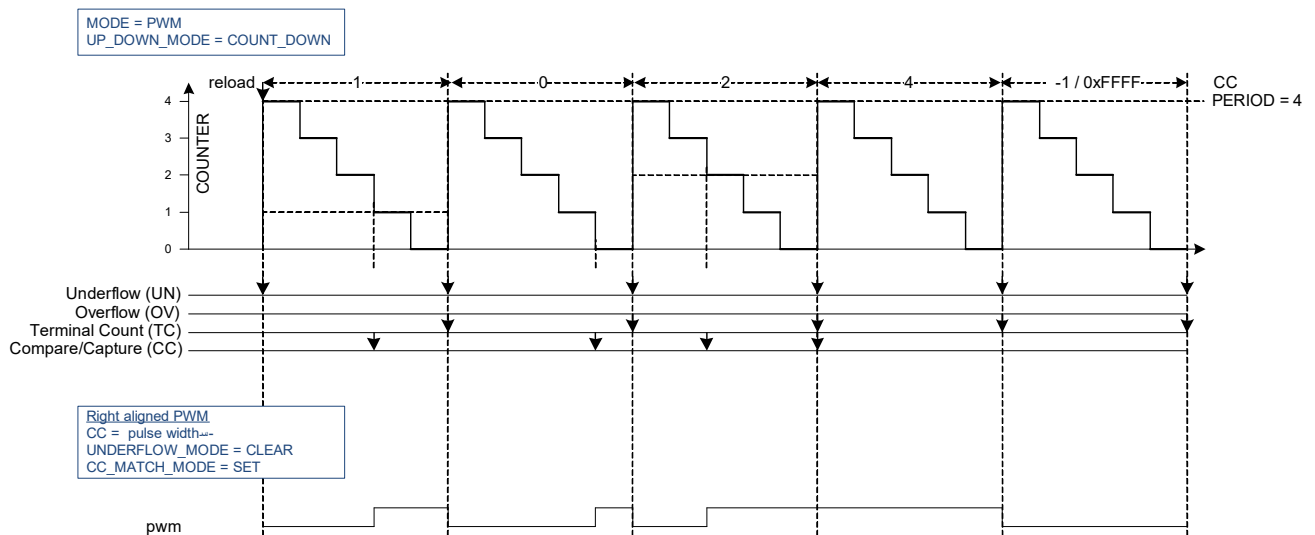 MODE = PWM
UP_DOWN_MODE = COUNT_DOWN
reload
1
0
2
4
-1 / 0xFFFF
CC
PERIOD = 4
COUNTER
4
3
2
1
0
Underflow (UN)
Overflow (OV)
Terminal Count (TC)
Compare/Capture (CC)
Right aligned PWM
CC = pulse width
UNDERFLOW_MODE = CLEAR
CC_MATCH_MODE = SET
pwm